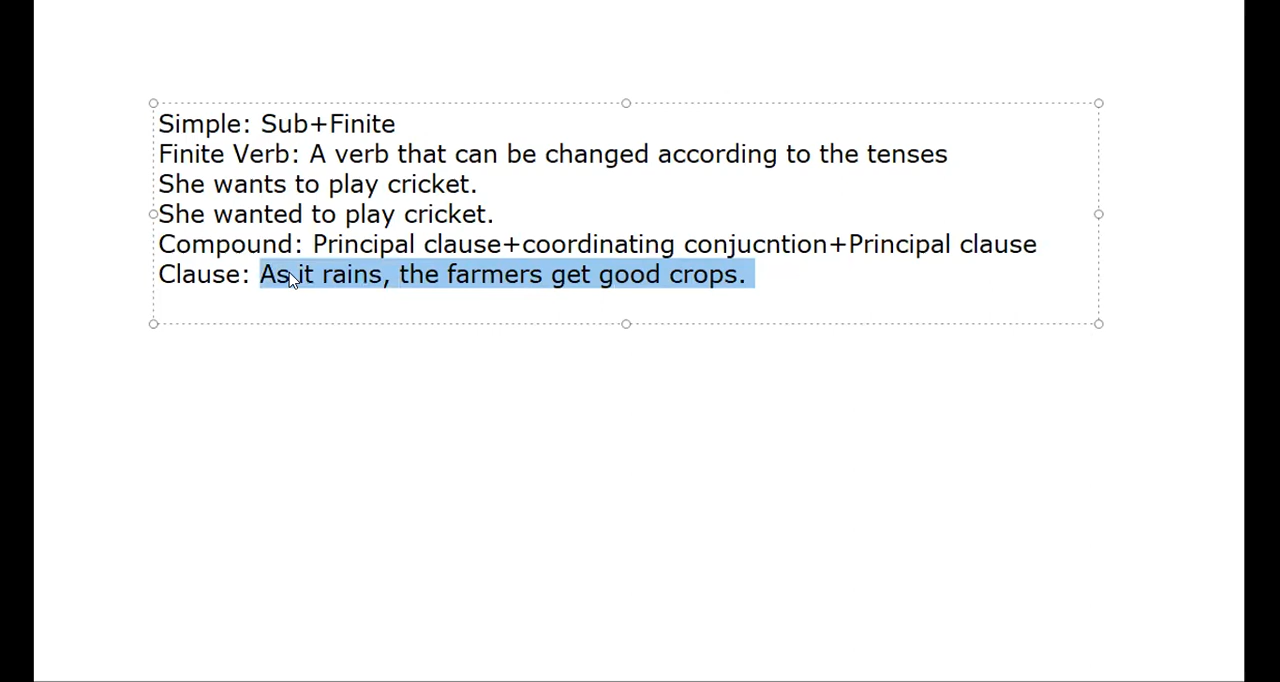 Simple: Sub+Finite
Finite Verb: A verb that can be changed according to the tenses
She wants to play cricket.
She wanted to play cricket.
Compound: Principal clause+coordinating conjucntion+Principal clause
Clause: As it rains, the farmers get good crops.